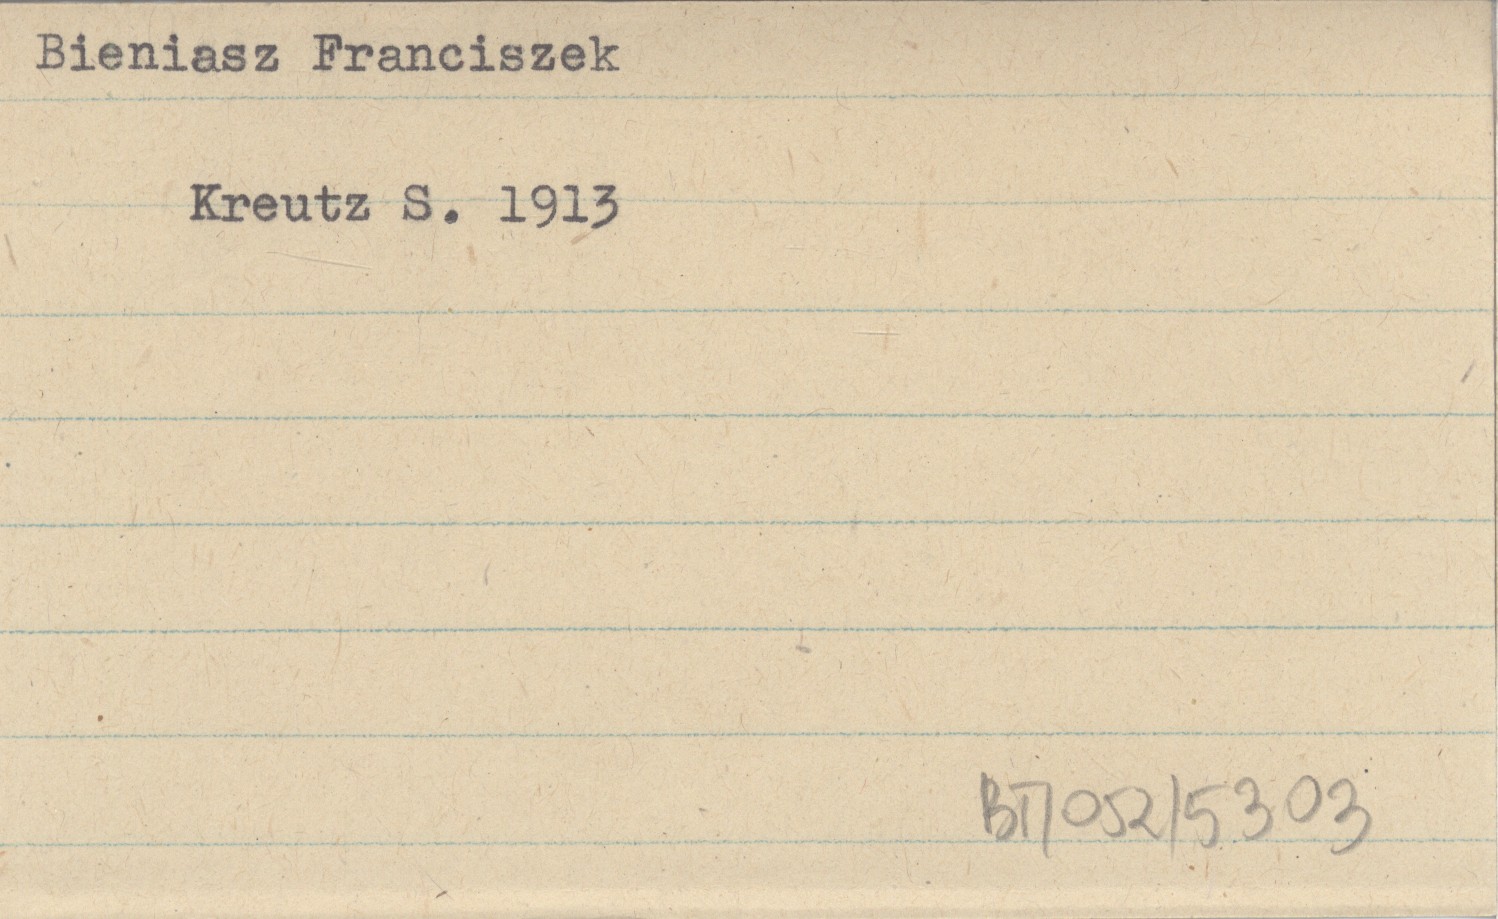 Bieniasz Franciszek
Kreutz S. 1913
BT/052/5303